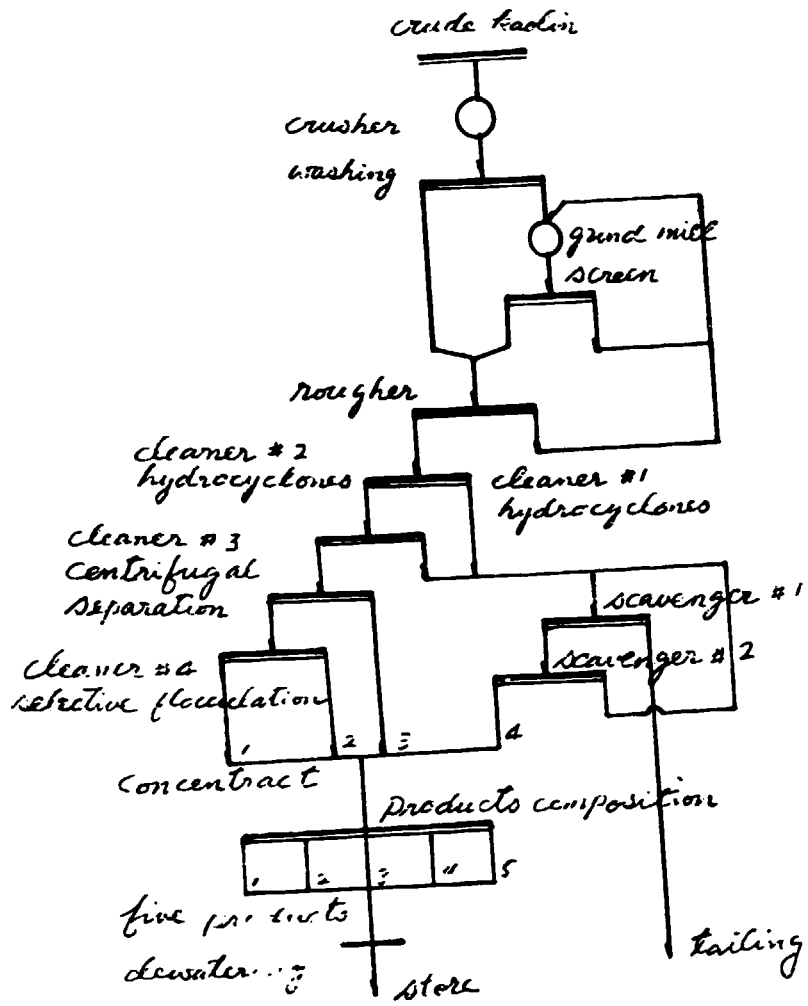 crude kaolin
crusher
washing
grind mill
screen
rougher
cleaner # 2
hydrocyclones
cleaner #1
hydrocyclones
cleaner # 3
centrifugal
separation
scavenger # 1
scavenger # 2
cleaner #4
selective flocculation
1 2 3 4
concentract
products composition
1 2 3 4 5
five products
store
tailing